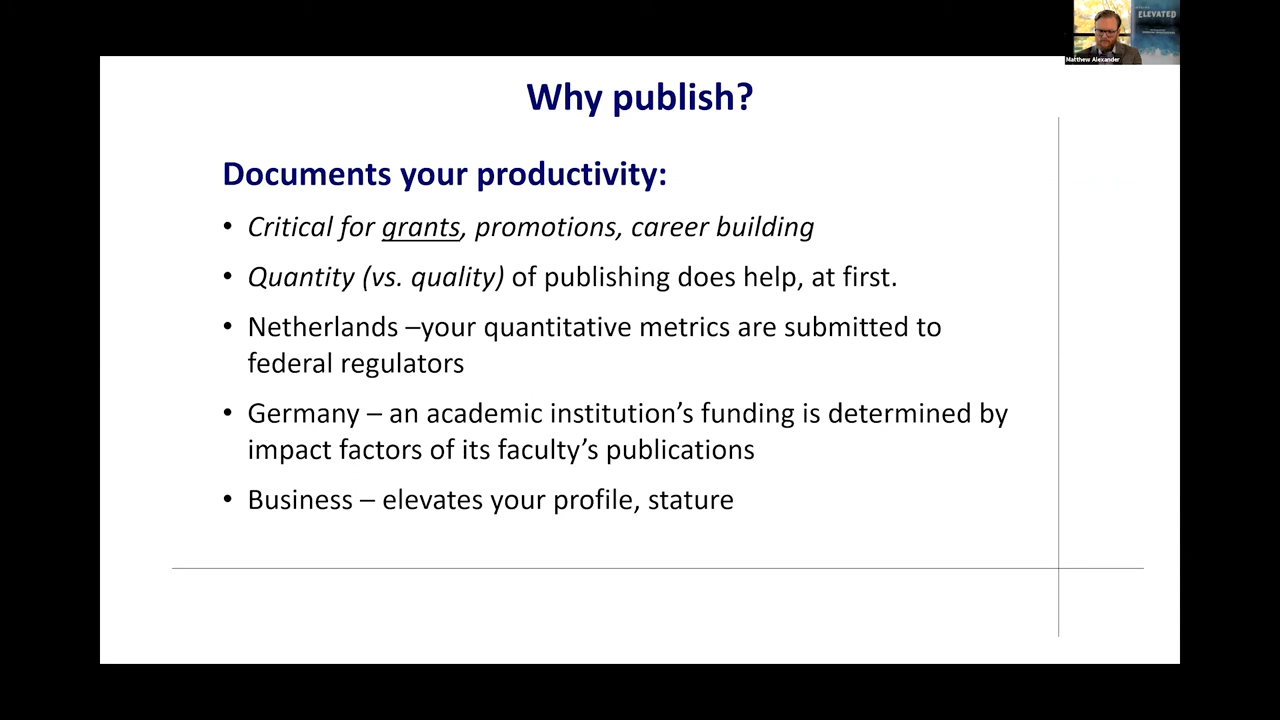 ELEVATED
Matthew Alexander
Why publish?
Documents your productivity:
• Critical for grants, promotions, career building
• Quantity (vs. quality) of publishing does help, at first.
• Netherlands –your quantitative metrics are submitted to
federal regulators
• Germany – an academic institution's funding is determined by
impact factors of its faculty's publications
• Business – elevates your profile, stature